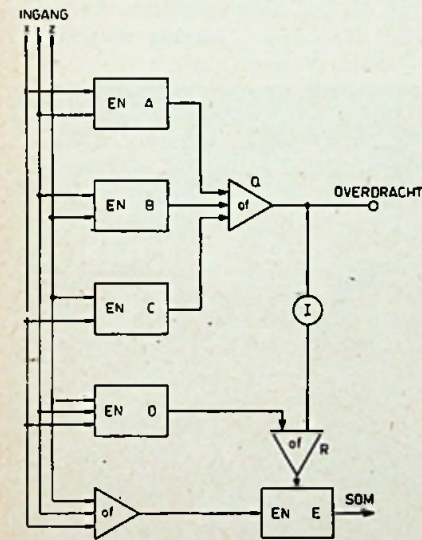 INGANG
EN A
Q
EN B
of
OVERDRACHT
EN C
I
EN D
of
R
of
EN E
SOM